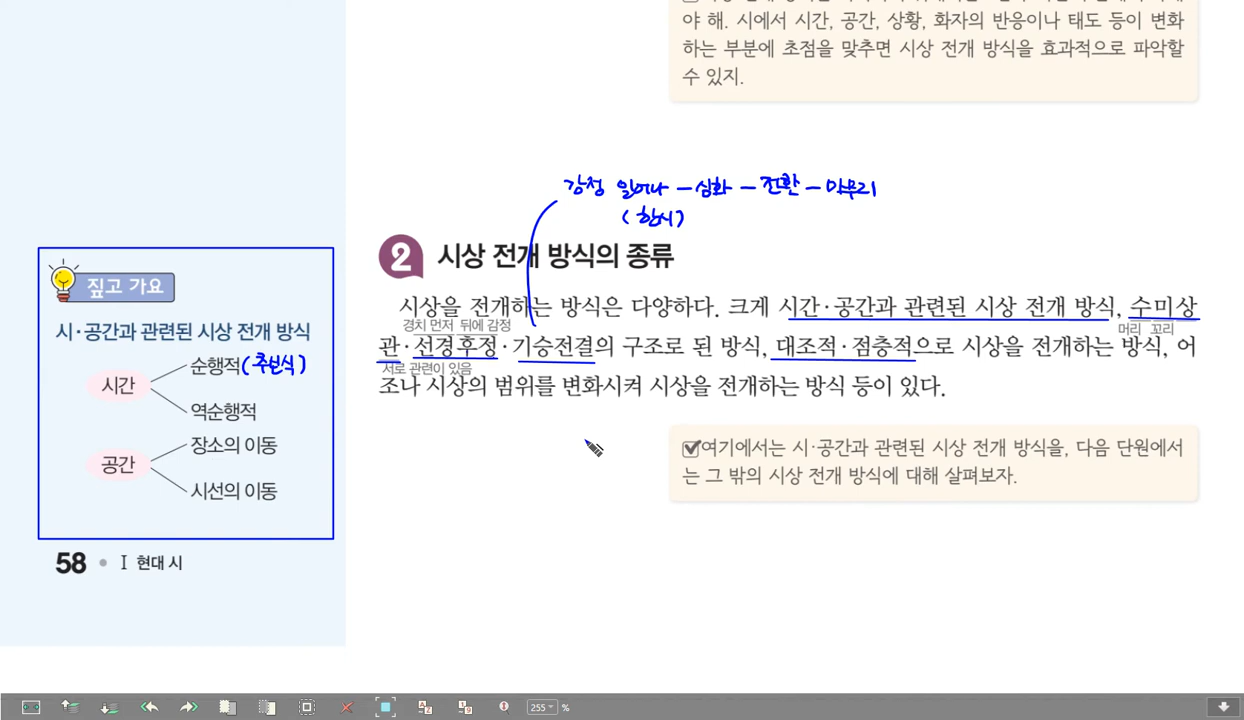 야 해. 시에서 시간, 공간, 상황, 화자의 반응이나 태도 등이 변화
하는 부분에 초점을 맞추면 시상 전개 방식을 효과적으로 파악할
수 있지.
감정 일어나 - 심화 - 전환 - 마무리
(한시)
2 시상 전개 방식의 종류
시상을 전개하는 방식은 다양하다. 크게 시간·공간과 관련된 시상 전개 방식, 수미상
경치 먼저 뒤에 감정
머리 꼬리
관·선경후정·기승전결의 구조로 된 방식, 대조적·점층적으로 시상을 전개하는 방식, 어
서로 관련이 있음
조나 시상의 범위를 변화시켜 시상을 전개하는 방식 등이 있다.
여기에서는 시·공간과 관련된 시상 전개 방식을, 다음 단원에서
는 그 밖의 시상 전개 방식에 대해 살펴보자.
짚고 가요
시·공간과 관련된 시상 전개 방식
시간
순행적(추보식)
역순행적
공간
장소의 이동
시선의 이동
58 • I 현대 시
255 %